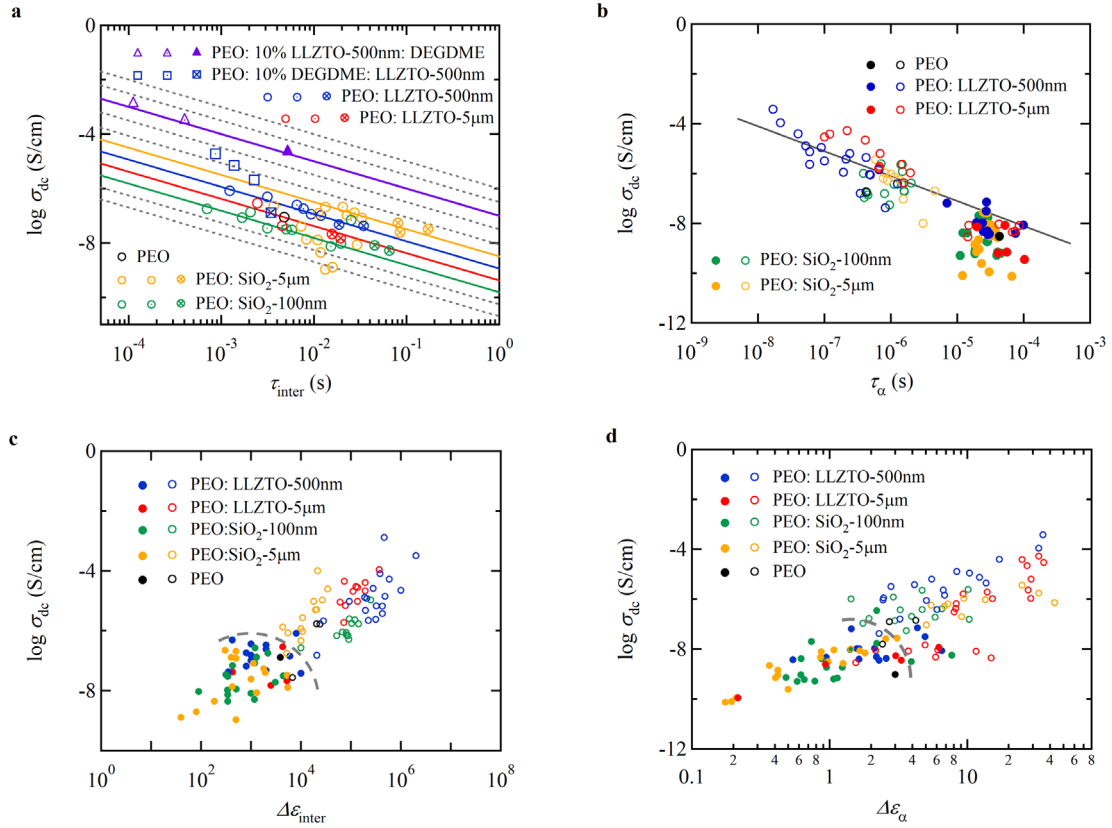 a
0
-4
-8
log σdc (S/cm)
PEO: 10% LLZTO-500nm: DEGDME
PEO: 10% DEGDME: LLZTO-500nm
PEO: LLZTO-500nm
PEO: LLZTO-5μm
PEO
PEO: SiO₂-5μm
PEO: SiO₂-100nm
10⁻⁴ 10⁻³ 10⁻² 10⁻¹ 10⁰
τinter (s)
b
0
-4
-8
-12
log σdc (S/cm)
PEO
PEO: LLZTO-500nm
PEO: LLZTO-5μm
PEO: SiO₂-100nm
PEO: SiO₂-5μm
10⁻⁹ 10⁻⁸ 10⁻⁷ 10⁻⁶ 10⁻⁵ 10⁻⁴ 10⁻³
τα (s)
c
0
-4
-8
log σdc (S/cm)
PEO: LLZTO-500nm
PEO: LLZTO-5μm
PEO:SiO₂-100nm
PEO:SiO₂-5μm
PEO
10⁰ 10² 10⁴ 10⁶ 10⁸
Δεinter
d
0
-4
-8
-12
log σdc (S/cm)
PEO: LLZTO-500nm
PEO: LLZTO-5μm
PEO: SiO₂-100nm
PEO: SiO₂-5μm
PEO
0.1 2 4 6 8 1 2 4 6 8 10 2 4 6 8
Δεα